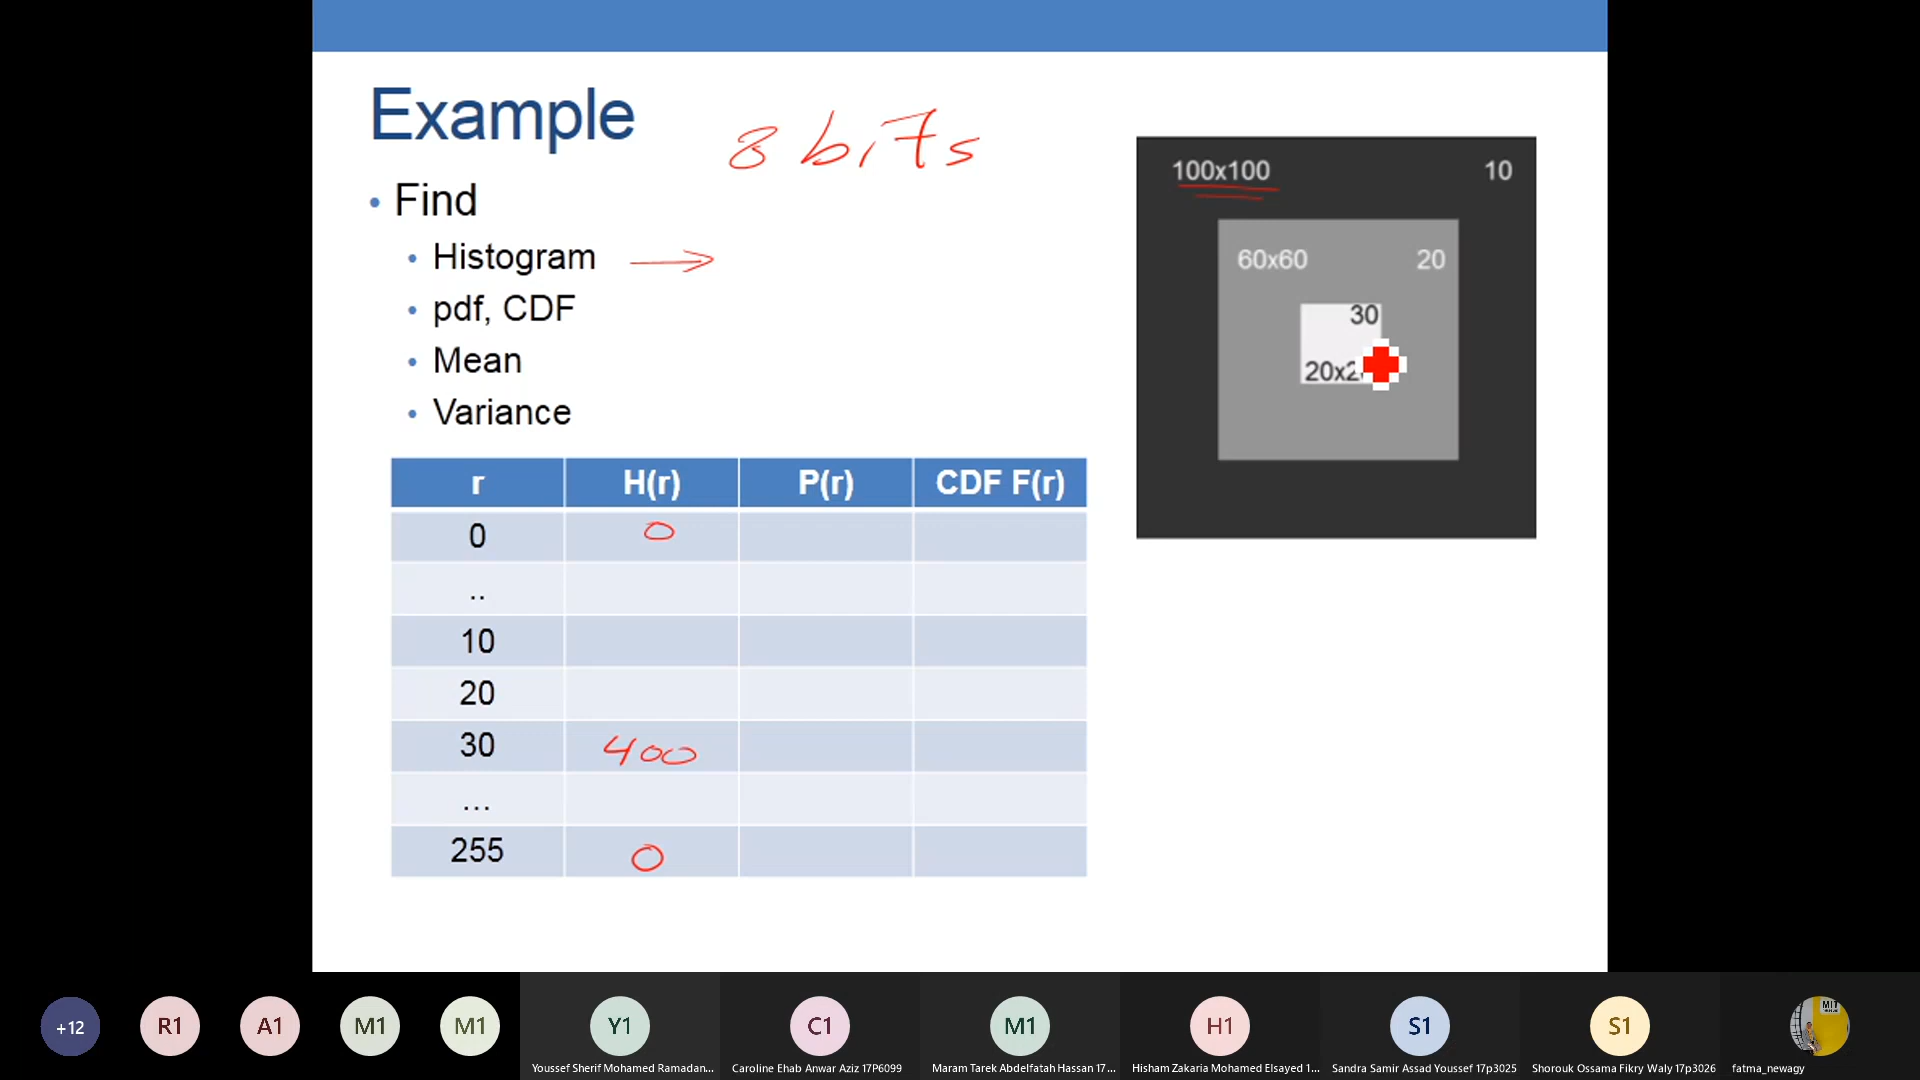 Example
8 bits
• Find
• Histogram
• pdf, CDF
• Mean
• Variance
100x100 10
60x60 20
30
r H(r) P(r) CDF F(r)
0 0
..
10
20
30 400
...
255 0
+12 R1 A1 M1 M1 Y1 C1 M1 H1 S1 S1 MIT
Youssef Sherif Mohamed Ramadan... Caroline Ehab Anwar Aziz 17P6099 Maram Tarek Abdelfatah Hassan 17... Hisham Zakaria Mohamed Elsayed 1... Sandra Samir Assad Youssef 17p3025 Shorouk Ossama Fikry Waly 17p3026 fatma_newagy